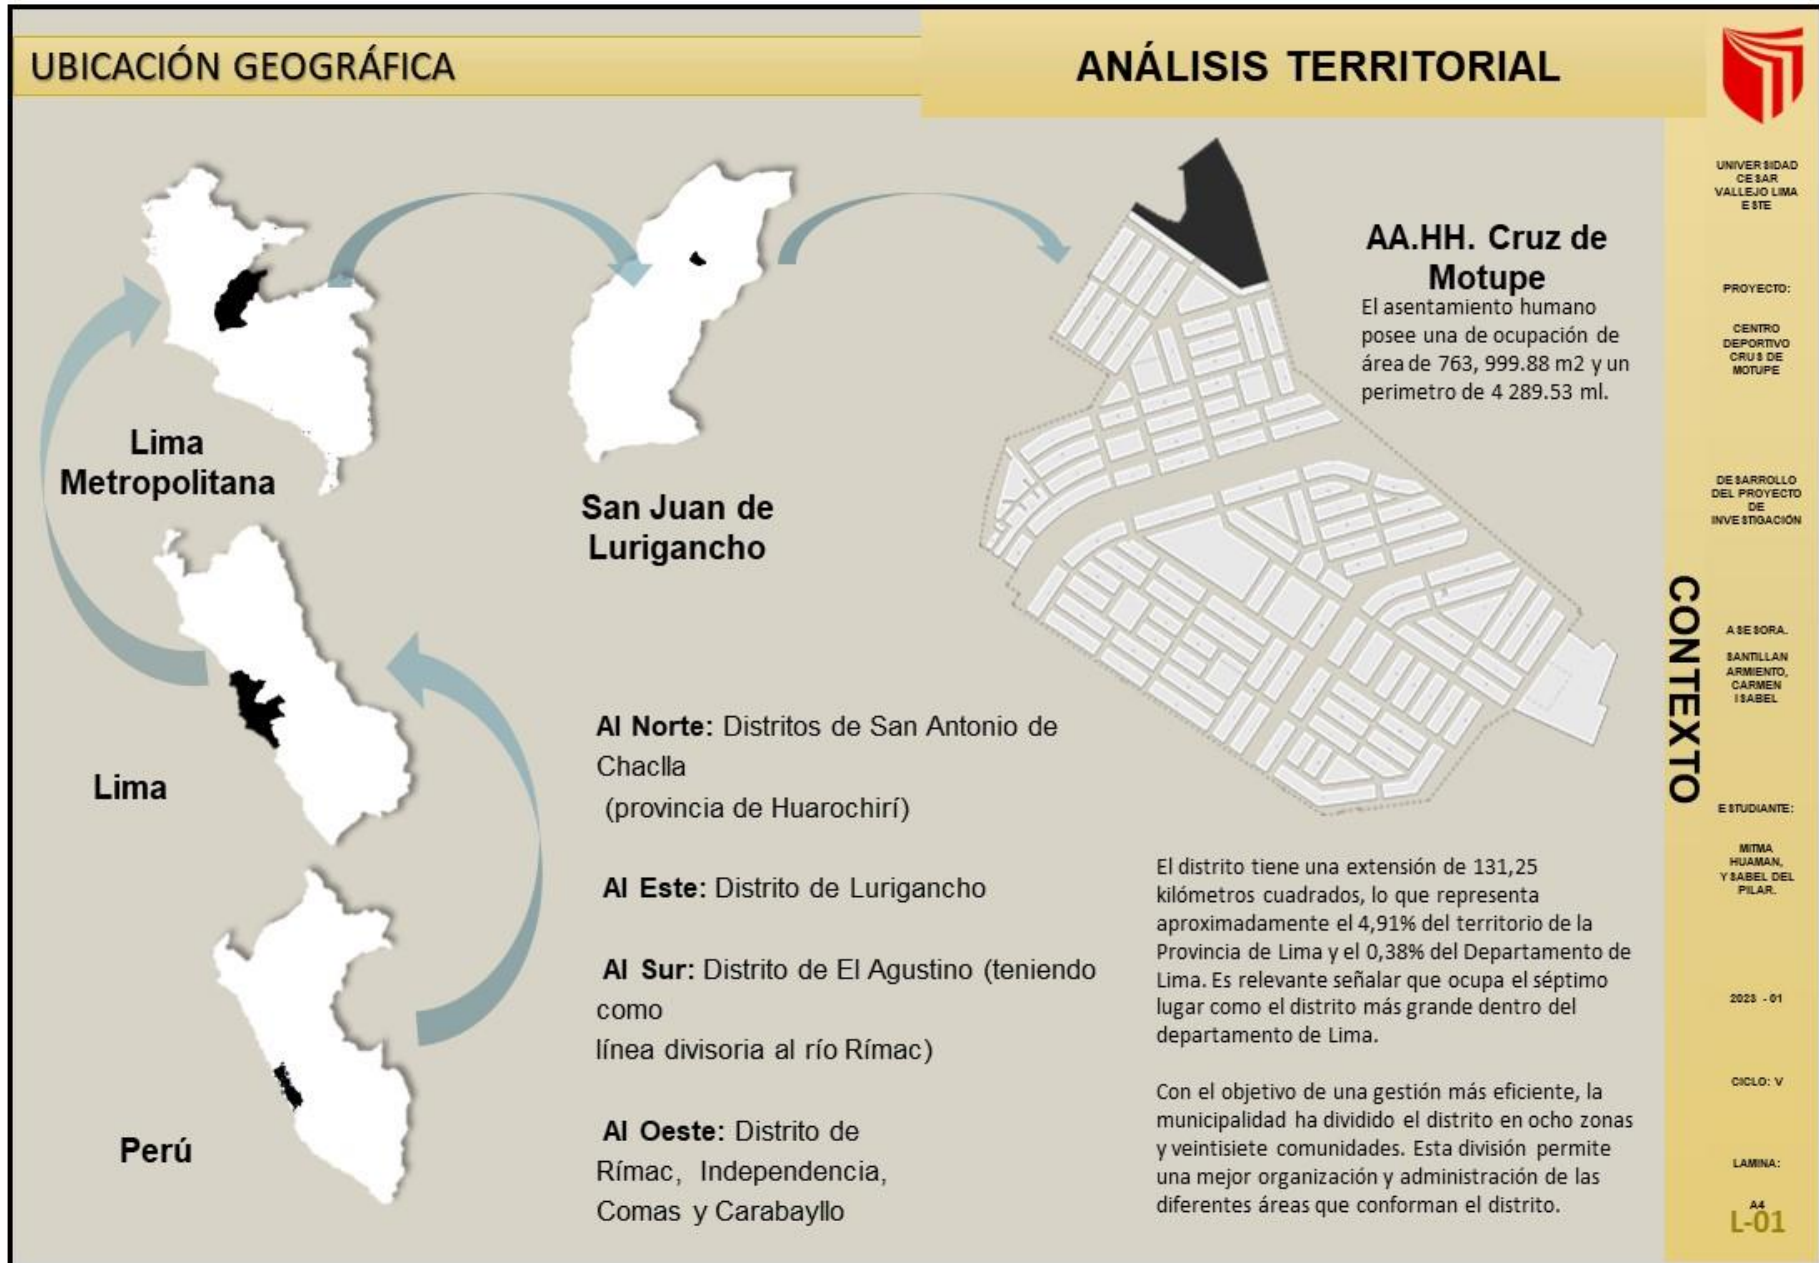 UBICACIÓN GEOGRÁFICA
ANÁLISIS TERRITORIAL
Lima
Metropolitana
San Juan de
Lurigancho
AA.HH. Cruz de
Motupe
El asentamiento humano
posee una de ocupación de
área de 763, 999.88 m2 y un
perimetro de 4 289.53 ml.
Lima
Perú
Al Norte: Distritos de San Antonio de
Chaclla
(provincia de Huarochirí)
Al Este: Distrito de Lurigancho
Al Sur: Distrito de El Agustino (teniendo
como
línea divisoria al río Rímac)
Al Oeste: Distrito de
Rímac, Independencia,
Comas y Carabayllo
El distrito tiene una extensión de 131,25
kilómetros cuadrados, lo que representa
aproximadamente el 4,91% del territorio de la
Provincia de Lima y el 0,38% del Departamento de
Lima. Es relevante señalar que ocupa el séptimo
lugar como el distrito más grande dentro del
departamento de Lima.
Con el objetivo de una gestión más eficiente, la
municipalidad ha dividido el distrito en ocho zonas
y veintisiete comunidades. Esta división permite
una mejor organización y administración de las
diferentes áreas que conforman el distrito.
CONTEXTO
UNIVERSIDAD
CESAR
VALLEJO LIMA
ESTE
PROYECTO:
CENTRO
DEPORTIVO
CRUS DE
MOTUPE
DESARROLLO
DEL PROYECTO
DE
INVESTIGACIÓN
ASESORA.
SANTILLAN
ARMIENTO,
CARMEN
ISABEL
ESTUDIANTE:
MITMA
HUAMAN,
YSABEL DEL
PILAR.
2023 - 01
CICLO: V
LAMINA:
A4
L-01